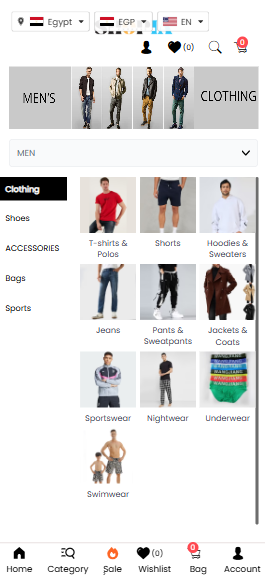 Egypt
EGP
EN
(0)
0
MEN'S
CLOTHING
MEN
Clothing
Shoes
ACCESSORIES
Bags
Sports
T-shirts &
Polos
Shorts
Hoodies &
Sweaters
Jeans
Pants &
Sweatpants
Jackets &
Coats
Sportswear
Nightwear
Underwear
Swimwear
Home
Category
Sale
(0)
Wishlist
0
Bag
Account